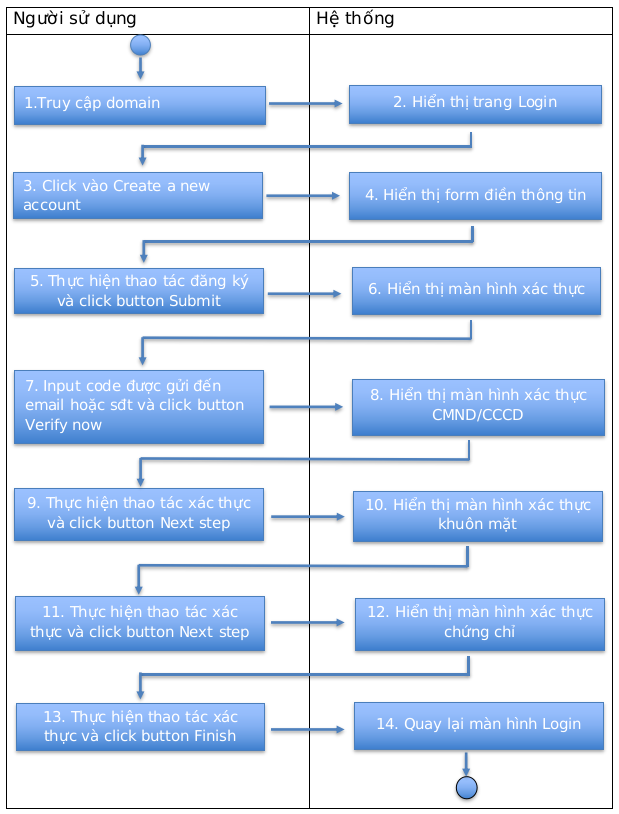 Người sử dụng
Hệ thống
1.Truy cập domain
2. Hiển thị trang Login
3. Click vào Create a new
account
4. Hiển thị form điền thông tin
5. Thực hiện thao tác đăng ký
và click button Submit
6. Hiển thị màn hình xác thực
7. Input code được gửi đến
email hoặc sđt và click button
Verify now
8. Hiển thị màn hình xác thực
CMND/CCCD
9. Thực hiện thao tác xác thực
và click button Next step
10. Hiển thị màn hình xác thực
khuôn mặt
11. Thực hiện thao tác xác
thực và click button Next step
12. Hiển thị màn hình xác thực
chứng chỉ
13. Thực hiện thao tác xác
thực và click button Finish
14. Quay lại màn hình Login